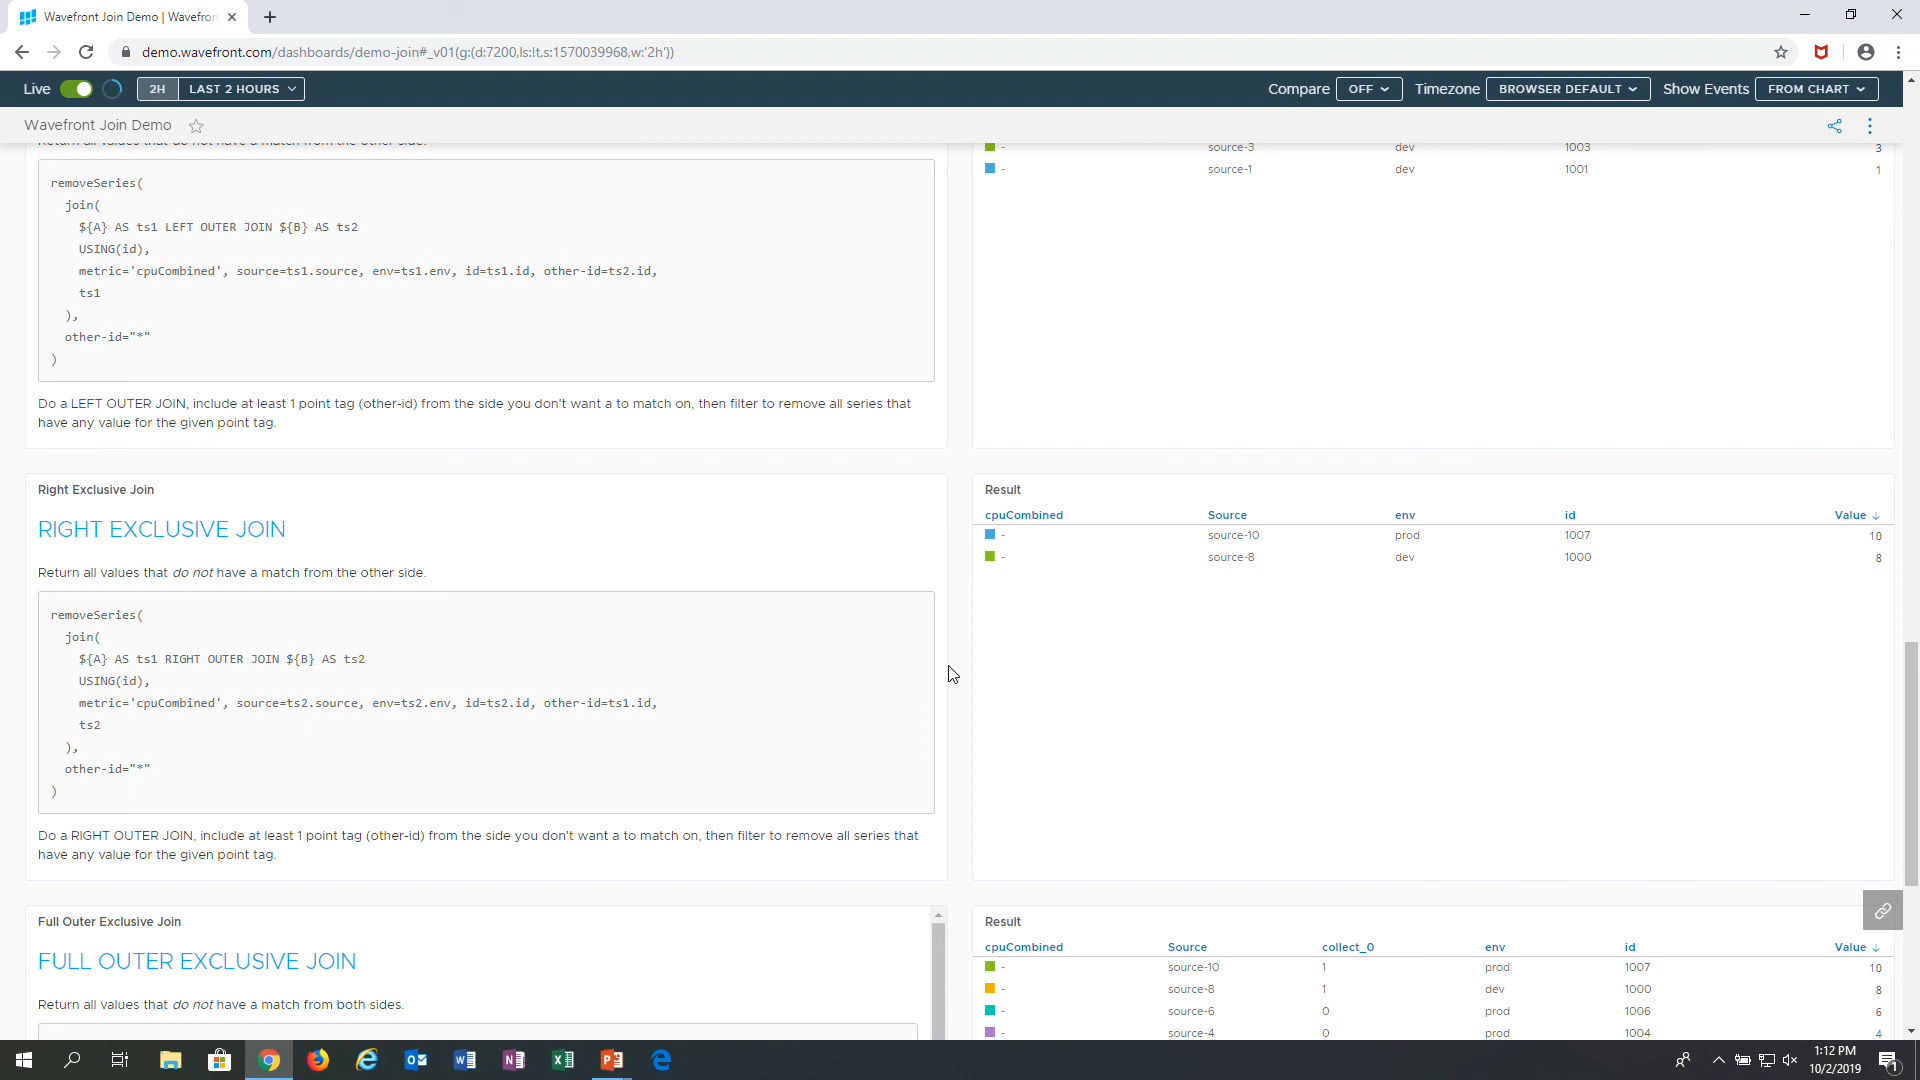 Wavefront Join Demo | Wavefron
demo.wavefront.com/dashboards/demo-join#_v01(g:(d:7200,ls:!t,s:1570039968,w:'2h'))
Live 2H LAST 2 HOURS Compare OFF Timezone BROWSER DEFAULT Show Events FROM CHART
Wavefront Join Demo
Return all values that do not have a match from the other side.
removeSeries(
join(
${A} AS ts1 LEFT OUTER JOIN ${B} AS ts2
USING(id),
metric='cpuCombined', source=ts1.source, env=ts1.env, id=ts1.id, other-id=ts2.id,
ts1
),
other-id="*"
)
Do a LEFT OUTER JOIN, include at least 1 point tag (other-id) from the side you don't want a to match on, then filter to remove all series that
have any value for the given point tag.
- source-3 dev 1003 3
- source-1 dev 1001 1
Right Exclusive Join
RIGHT EXCLUSIVE JOIN
Return all values that do not have a match from the other side.
removeSeries(
join(
${A} AS ts1 RIGHT OUTER JOIN ${B} AS ts2
USING(id),
metric='cpuCombined', source=ts2.source, env=ts2.env, id=ts2.id, other-id=ts1.id,
ts2
),
other-id="*"
)
Do a RIGHT OUTER JOIN, include at least 1 point tag (other-id) from the side you don't want a to match on, then filter to remove all series that
have any value for the given point tag.
Result
cpuCombined Source env id Value
- source-10 prod 1007 10
- source-8 dev 1000 8
Full Outer Exclusive Join
FULL OUTER EXCLUSIVE JOIN
Return all values that do not have a match from both sides.
Result
cpuCombined Source collect_0 env id Value
- source-10 1 prod 1007 10
- source-8 1 dev 1000 8
- source-6 0 prod 1006 6
- source-4 0 prod 1004 4
1:12 PM
10/2/2019
1